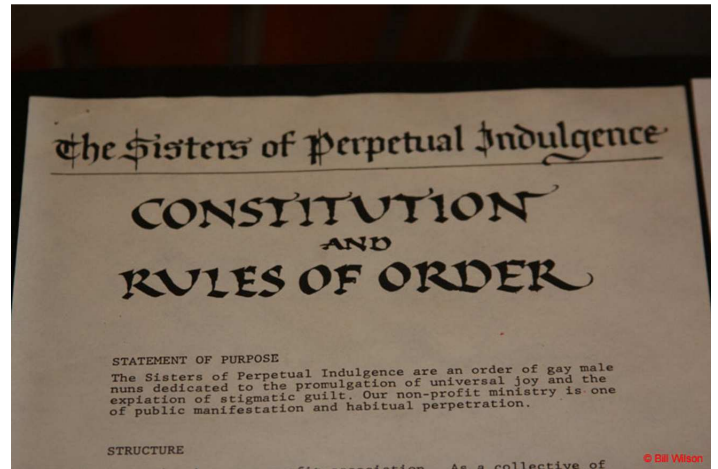 The Sisters of Perpetual Indulgence
CONSTITUTION
AND
RULES OF ORDER
STATEMENT OF PURPOSE
The Sisters of Perpetual Indulgence are an order of gay male
nuns dedicated to the promulgation of universal joy and the
expiation of stigmatic guilt. Our non-profit ministry is one
of public manifestation and habitual perpetration.
STRUCTURE
association. As a collective of
© Bill Wilson